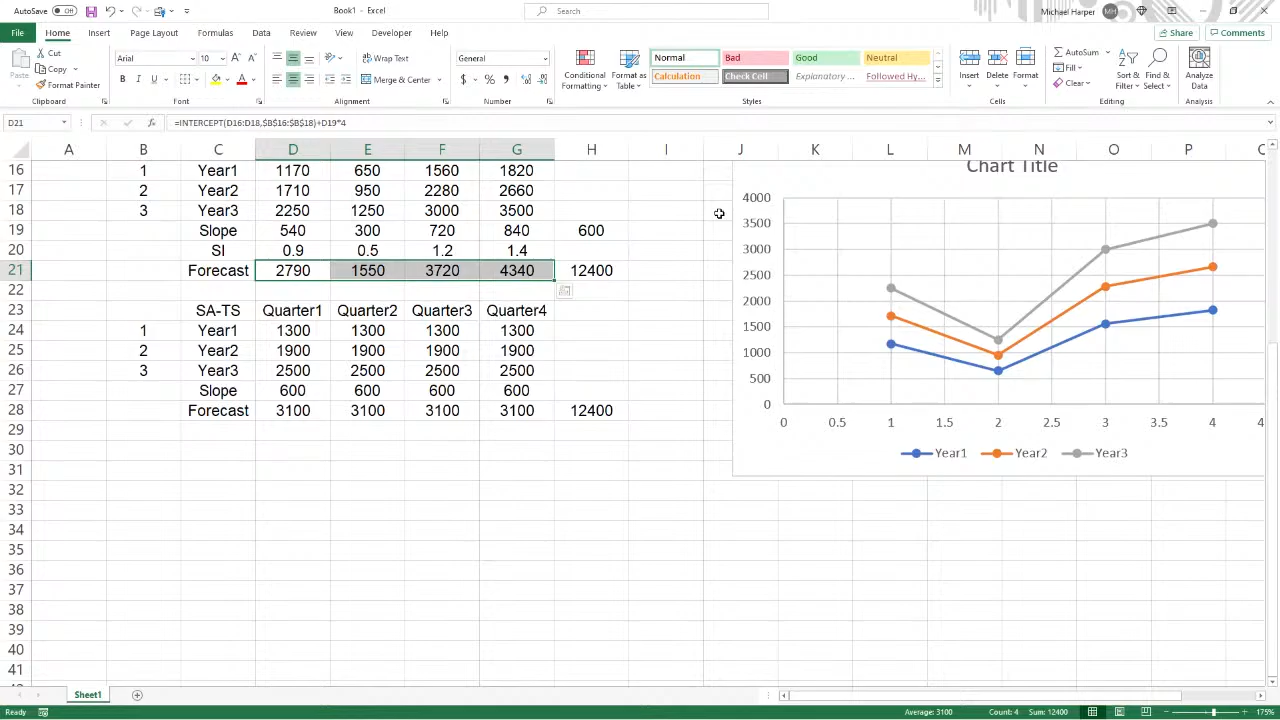 AutoSave Off Book1 - Excel Search Michael Harper MH
File Home Insert Page Layout Formulas Data Review View Developer Help Share Comments
Paste Cut Copy Format Painter Clipboard
Arial 10 B I U Font
Wrap Text Merge & Center Alignment
General $ % Number
Conditional Formatting Format as Table
Normal Bad Good Neutral
Calculation Check Cell Explanatory ... Followed Hy...
Styles
Insert Delete Format Cells
AutoSum Fill Clear Sort & Filter Find & Select Editing
Analyze Data Analysis
D21 =INTERCEPT(D16:D18,$B$16:$B$18)+D19*4
A B C D E F G H I J K L M N O P
16 1 Year1 1170 650 1560 1820
17 2 Year2 1710 950 2280 2660
18 3 Year3 2250 1250 3000 3500
19 Slope 540 300 720 840 600
20 SI 0.9 0.5 1.2 1.4
21 Forecast 2790 1550 3720 4340 12400
22
23 SA-TS Quarter1 Quarter2 Quarter3 Quarter4
24 1 Year1 1300 1300 1300 1300
25 2 Year2 1900 1900 1900 1900
26 3 Year3 2500 2500 2500 2500
27 Slope 600 600 600 600
28 Forecast 3100 3100 3100 3100 12400
29
30
31
32
33
34
35
36
37
38
39
40
41
Chart Title
4000
3500
3000
2500
2000
1500
1000
500
0
0 0.5 1 1.5 2 2.5 3 3.5 4 4
Year1 Year2 Year3
Sheet1
Ready Average: 3100 Count: 4 Sum: 12400 175%